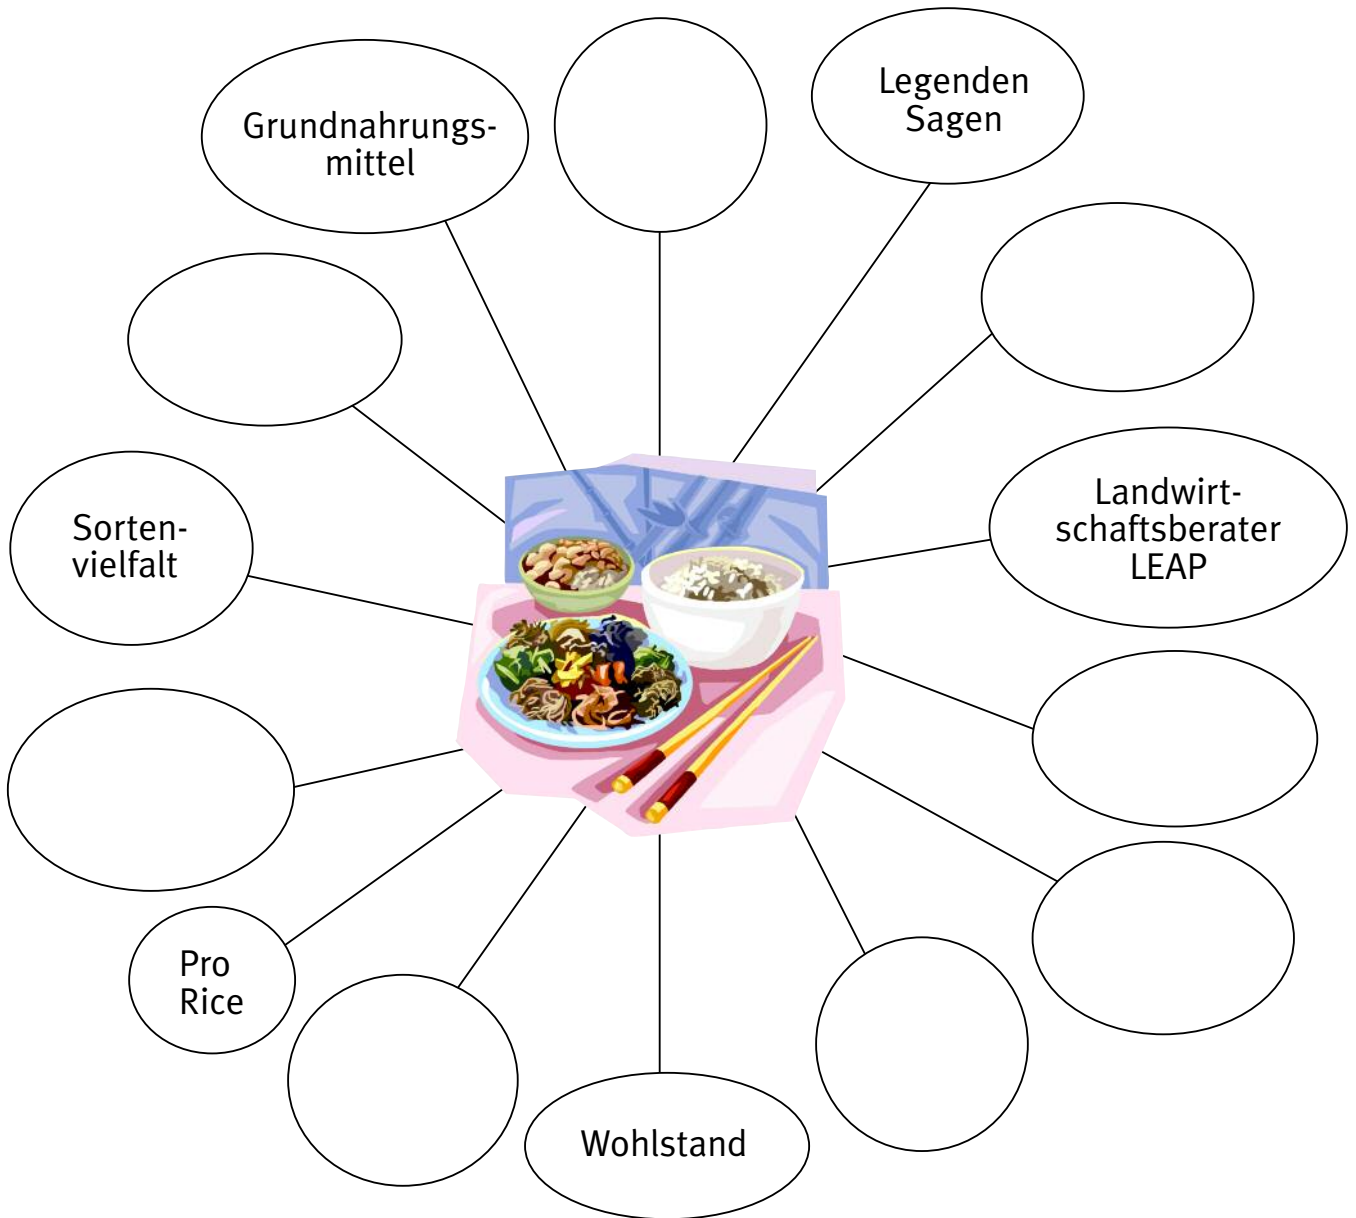 Grundnahrungs-
mittel
Legenden
Sagen
Sorten-
vielfalt
Landwirt-
schaftsberater
LEAP
Pro
Rice
Wohlstand